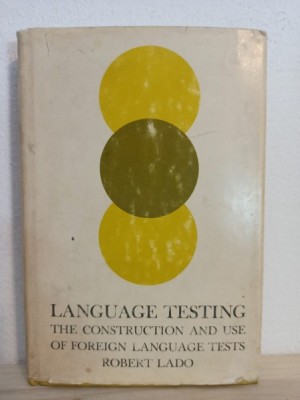 LANGUAGE TESTING
THE CONSTRUCTION AND USE
OF FOREIGN LANGUAGE TESTS
ROBERT LADO